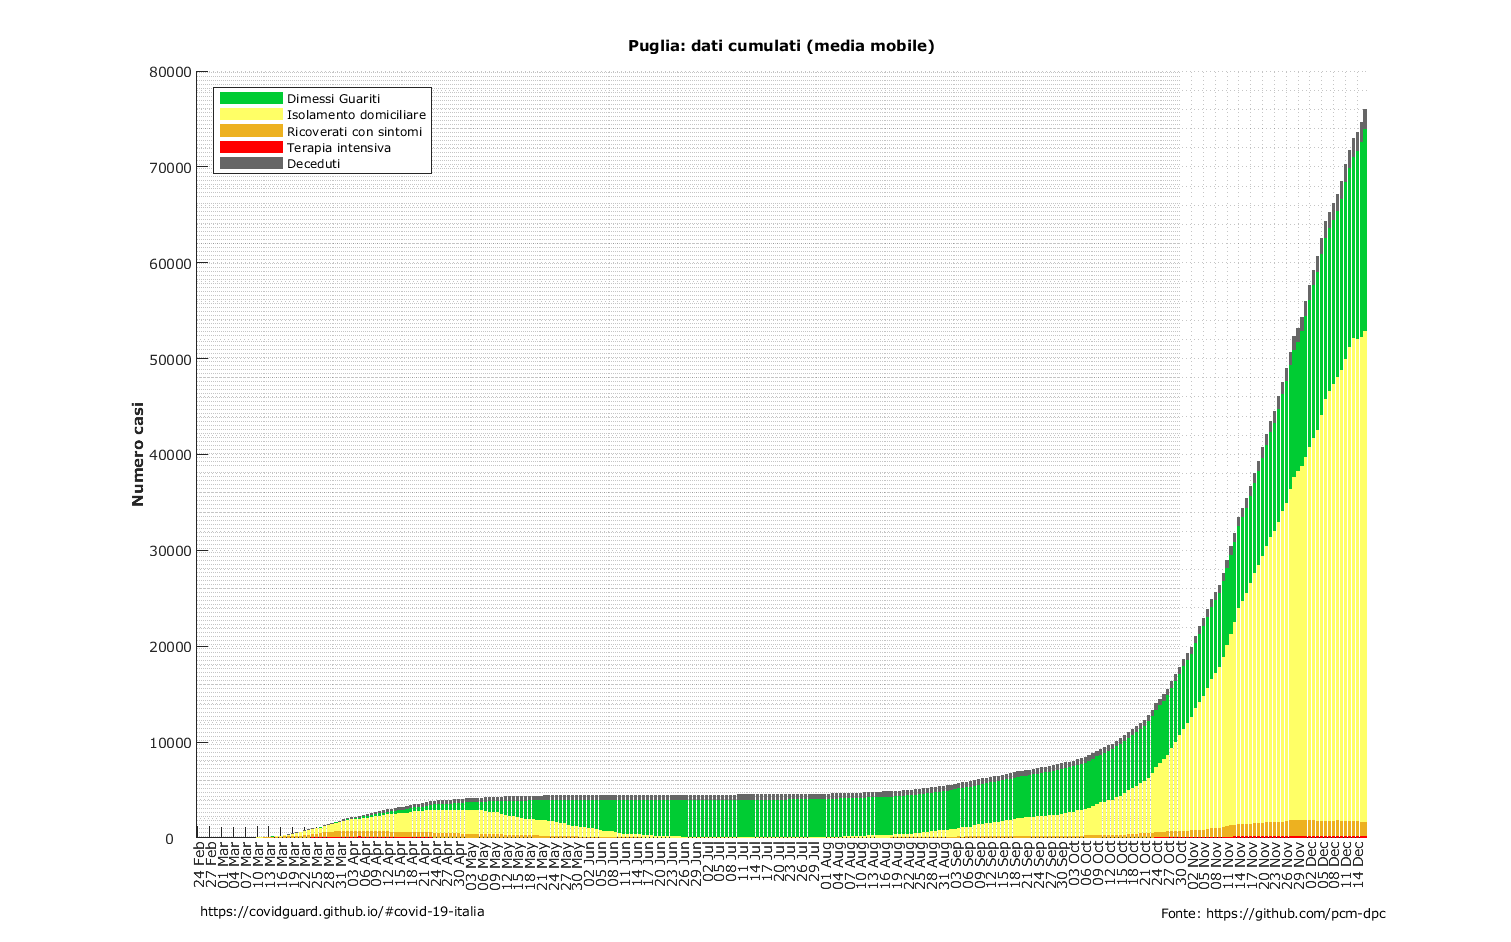 Puglia: dati cumulati (media mobile)
80000
70000
60000
50000
40000
30000
20000
10000
0
Numero casi
Dimessi Guariti
Isolamento domiciliare
Ricoverati con sintomi
Terapia intensiva
Deceduti
24 Feb
27 Feb
01 Mar
04 Mar
07 Mar
10 Mar
13 Mar
16 Mar
19 Mar
22 Mar
25 Mar
28 Mar
31 Mar
03 Apr
06 Apr
09 Apr
12 Apr
15 Apr
18 Apr
21 Apr
24 Apr
27 Apr
30 Apr
03 May
06 May
09 May
12 May
15 May
18 May
21 May
24 May
27 May
30 May
02 Jun
05 Jun
08 Jun
11 Jun
14 Jun
17 Jun
20 Jun
23 Jun
26 Jun
29 Jun
02 Jul
05 Jul
08 Jul
11 Jul
14 Jul
17 Jul
20 Jul
23 Jul
26 Jul
29 Jul
01 Aug
04 Aug
07 Aug
10 Aug
13 Aug
16 Aug
19 Aug
22 Aug
25 Aug
28 Aug
31 Aug
03 Sep
06 Sep
09 Sep
12 Sep
15 Sep
18 Sep
21 Sep
24 Sep
27 Sep
30 Sep
03 Oct
06 Oct
09 Oct
12 Oct
15 Oct
18 Oct
21 Oct
24 Oct
27 Oct
30 Oct
02 Nov
05 Nov
08 Nov
11 Nov
14 Nov
17 Nov
20 Nov
23 Nov
26 Nov
29 Nov
02 Dec
05 Dec
08 Dec
11 Dec
14 Dec
https://covidguard.github.io/#covid-19-italia
Fonte: https://github.com/pcm-dpc